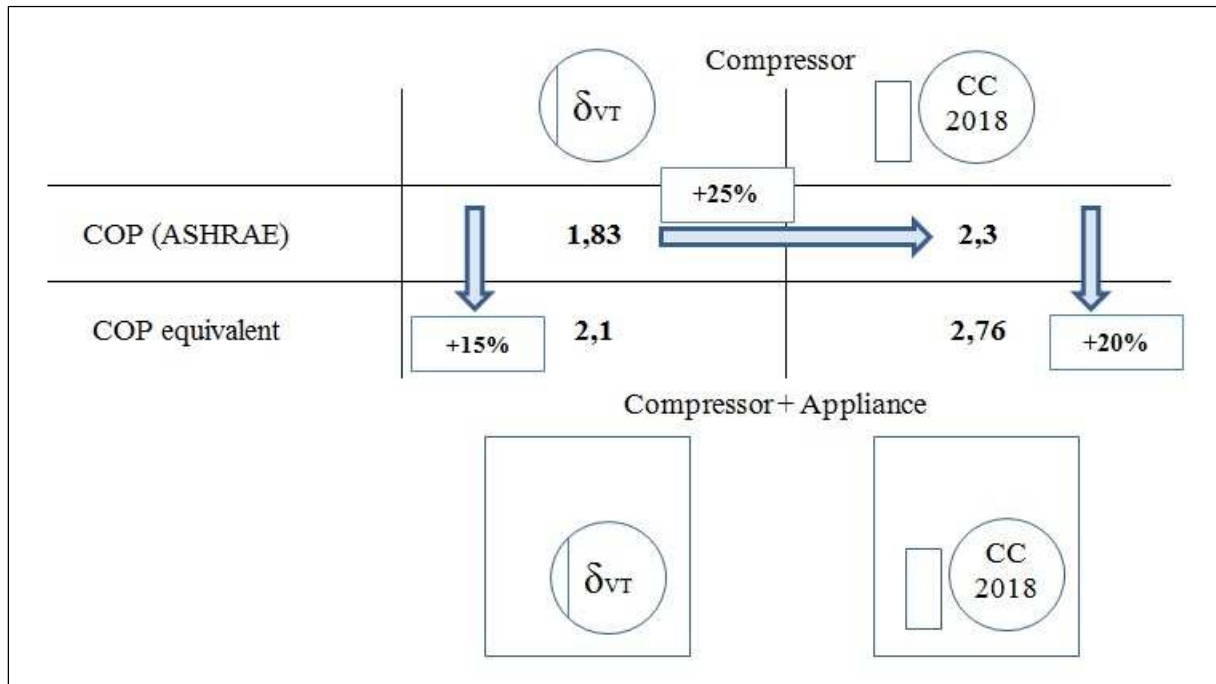 Compressor
δVT
CC
2018
+25%
COP (ASHRAE)
1,83
2,3
COP equivalent
+15%
2,1
2,76
+20%
Compressor + Appliance
δVT
CC
2018